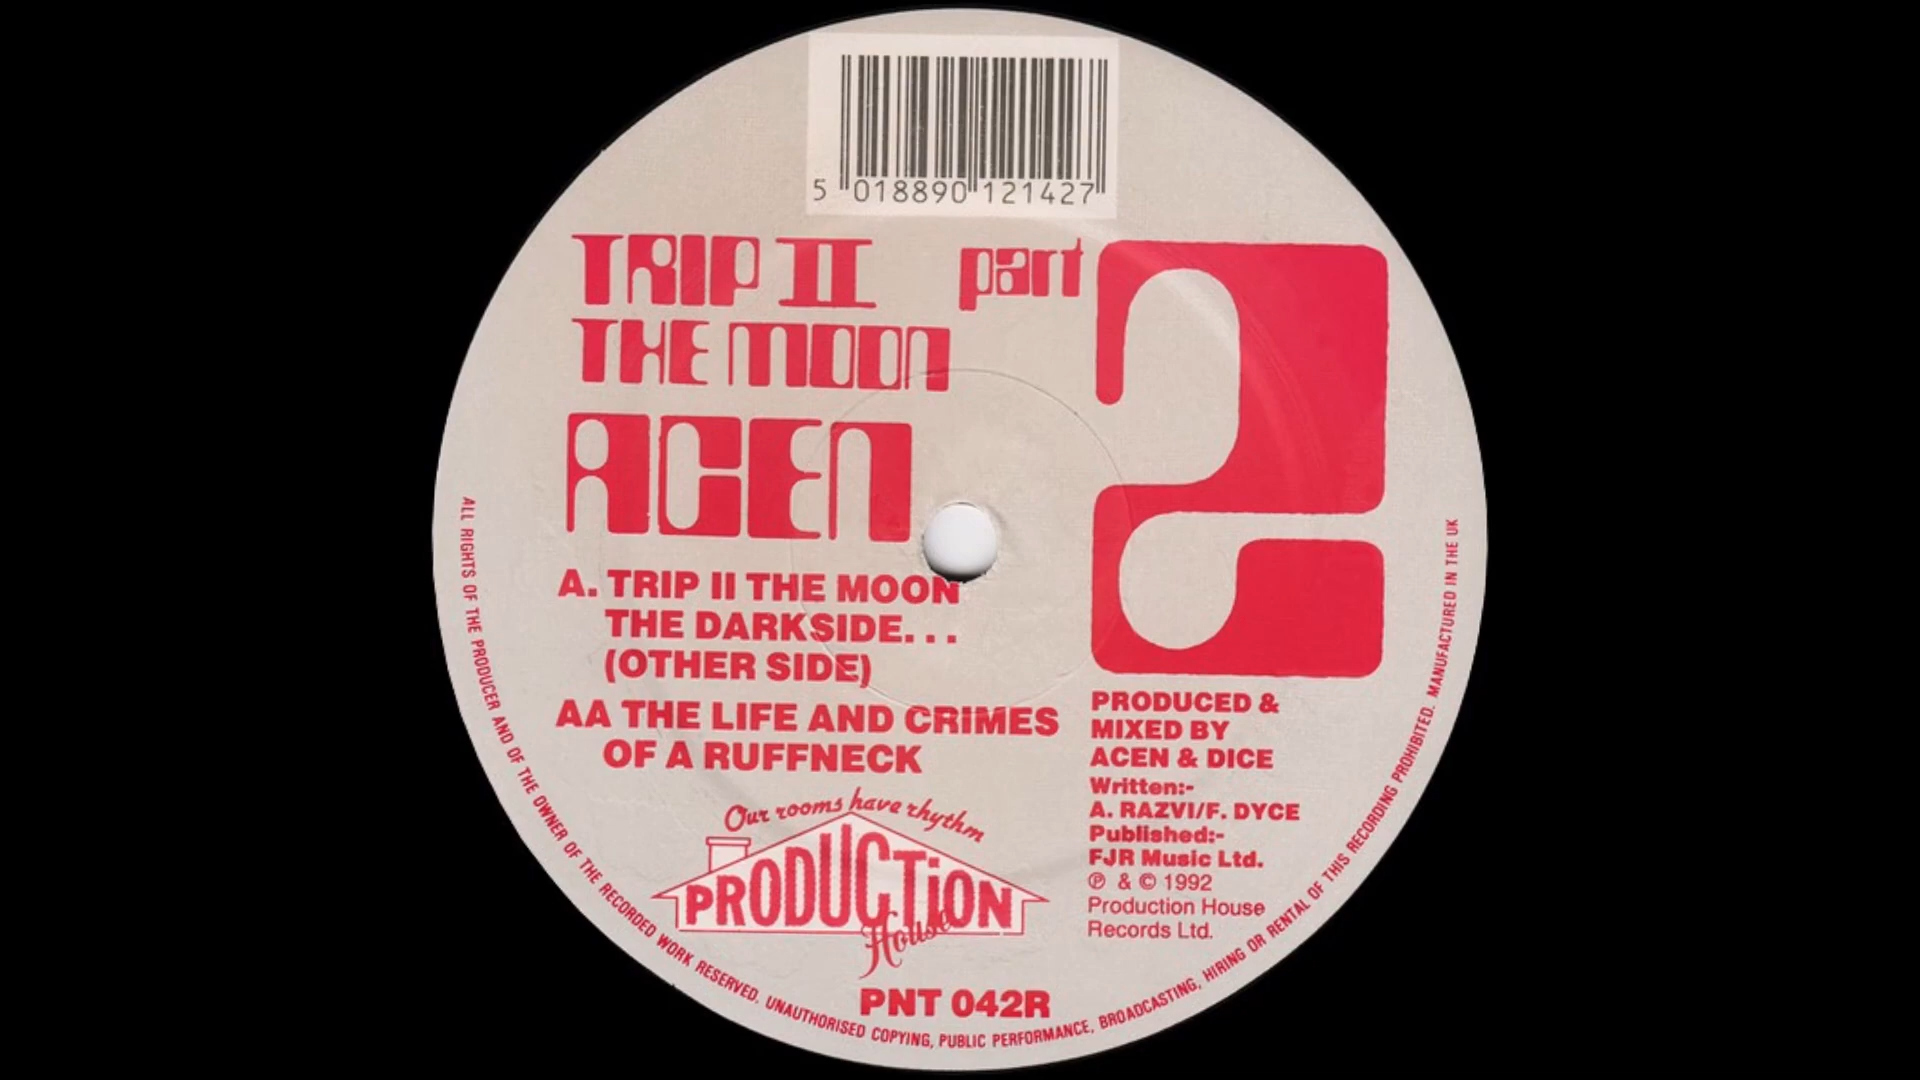 5 018890 121427
TRIP II part 2
THE MOON
ACEN
A. TRIP II THE MOON
THE DARKSIDE...
(OTHER SIDE)
AA THE LIFE AND CRIMES
OF A RUFFNECK
Our rooms have rhythm
PRODUCTiON
House
PNT 042R
PRODUCED &
MIXED BY
ACEN & DICE
Written:-
A. RAZVI/F. DYCE
Published:-
FJR Music Ltd.
℗ & © 1992
Production House
Records Ltd.
ALL RIGHTS OF THE PRODUCER AND OF THE OWNER OF THE RECORDED WORK RESERVED. UNAUTHORISED COPYING, PUBLIC PERFORMANCE, BROADCASTING, HIRING OR RENTAL OF THIS RECORDING PROHIBITED. MANUFACTURED IN THE UK